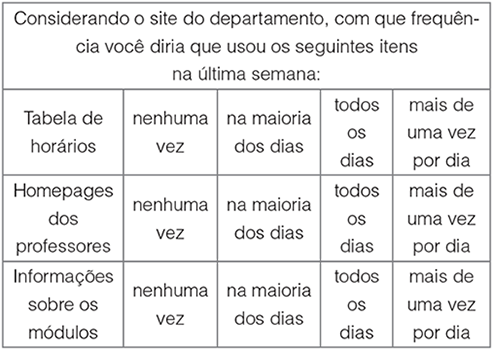 Considerando o site do departamento, com que frequên-
cia você diria que usou os seguintes itens
na última semana:
Tabela de
horários
nenhuma
vez
na maioria
dos dias
todos
os
dias
mais de
uma vez
por dia
Homepages
dos
professores
nenhuma
vez
na maioria
dos dias
todos
os
dias
mais de
uma vez
por dia
Informações
sobre os
módulos
nenhuma
vez
na maioria
dos dias
todos
os
dias
mais de
uma vez
por dia